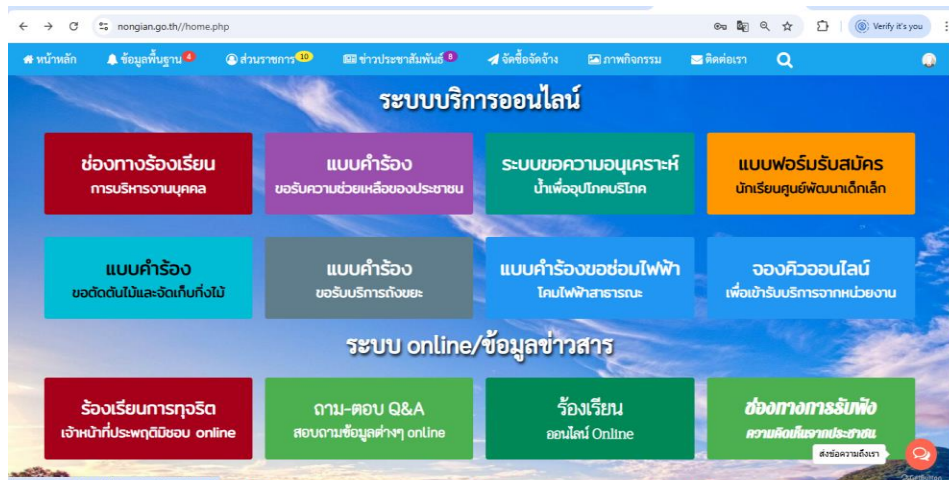 nongian.go.th//home.php
Verify it's you
หน้าหลัก ข้อมูลพื้นฐาน 4 ส่วนราชการ 10 ข่าวประชาสัมพันธ์ 8 จัดซื้อจัดจ้าง ภาพกิจกรรม ติดต่อเรา
ระบบบริการออนไลน์
ช่องทางร้องเรียน
การบริหารงานบุคคล
แบบคำร้อง
ขอรับความช่วยเหลือของประชาชน
ระบบขอความอนุเคราะห์
น้ำเพื่ออุปโภคบริโภค
แบบฟอร์มรับสมัคร
นักเรียนศูนย์พัฒนาเด็กเล็ก
แบบคำร้อง
ขอตัดต้นไม้และจัดเก็บกิ่งไม้
แบบคำร้อง
ขอรับบริการถังขยะ
แบบคำร้องขอซ่อมไฟฟ้า
โคมไฟฟ้าสาธารณะ
จองคิวออนไลน์
เพื่อเข้ารับบริการจากหน่วยงาน
ระบบ online/ข้อมูลข่าวสาร
ร้องเรียนการทุจริต
เจ้าหน้าที่ประพฤติมิชอบ online
ถาม-ตอบ Q&A
สอบถามข้อมูลต่างๆ online
ร้องเรียน
ออนไลน์ Online
ช่องทางการรับฟัง
ความคิดเห็นจากประชาชน
ส่งข้อความถึงเรา